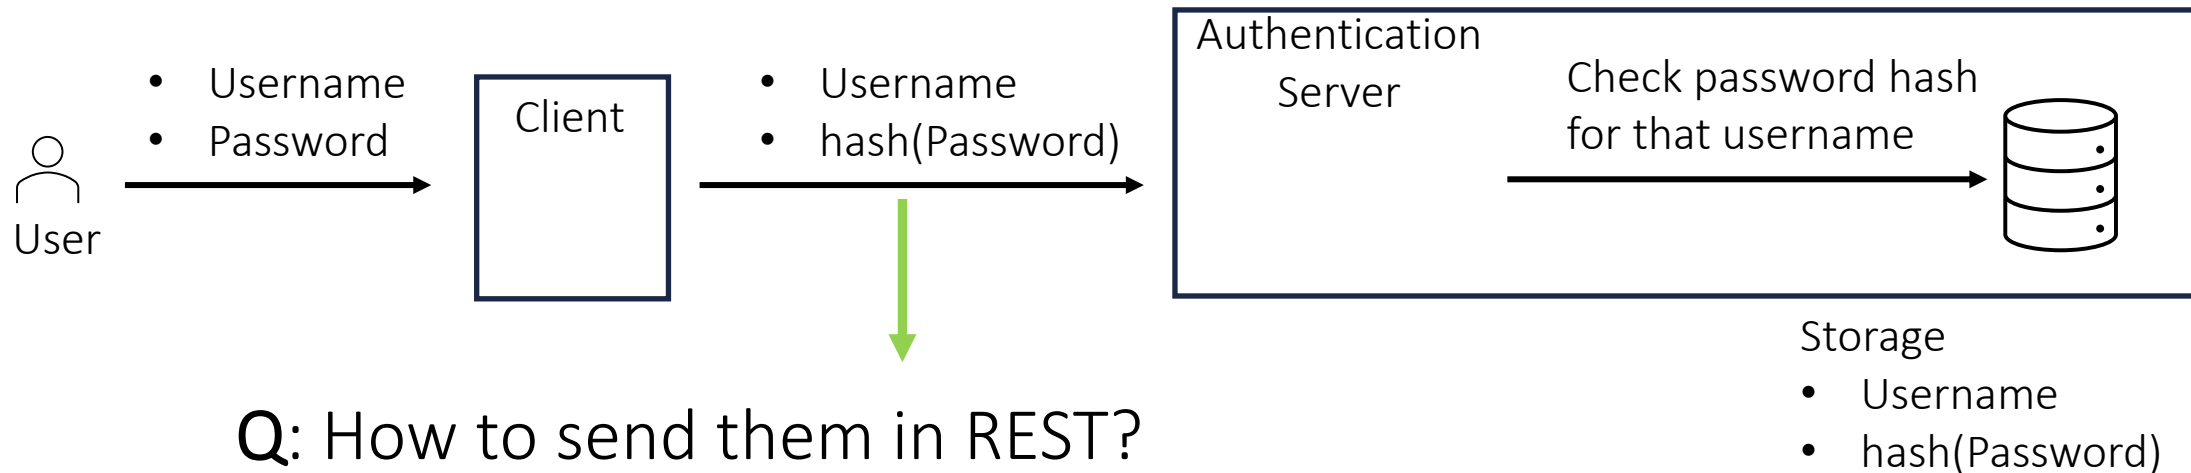 User
• Username
• Password
Client
• Username
• hash(Password)
Authentication
Server
Check password hash
for that username
Storage
• Username
• hash(Password)
Q: How to send them in REST?